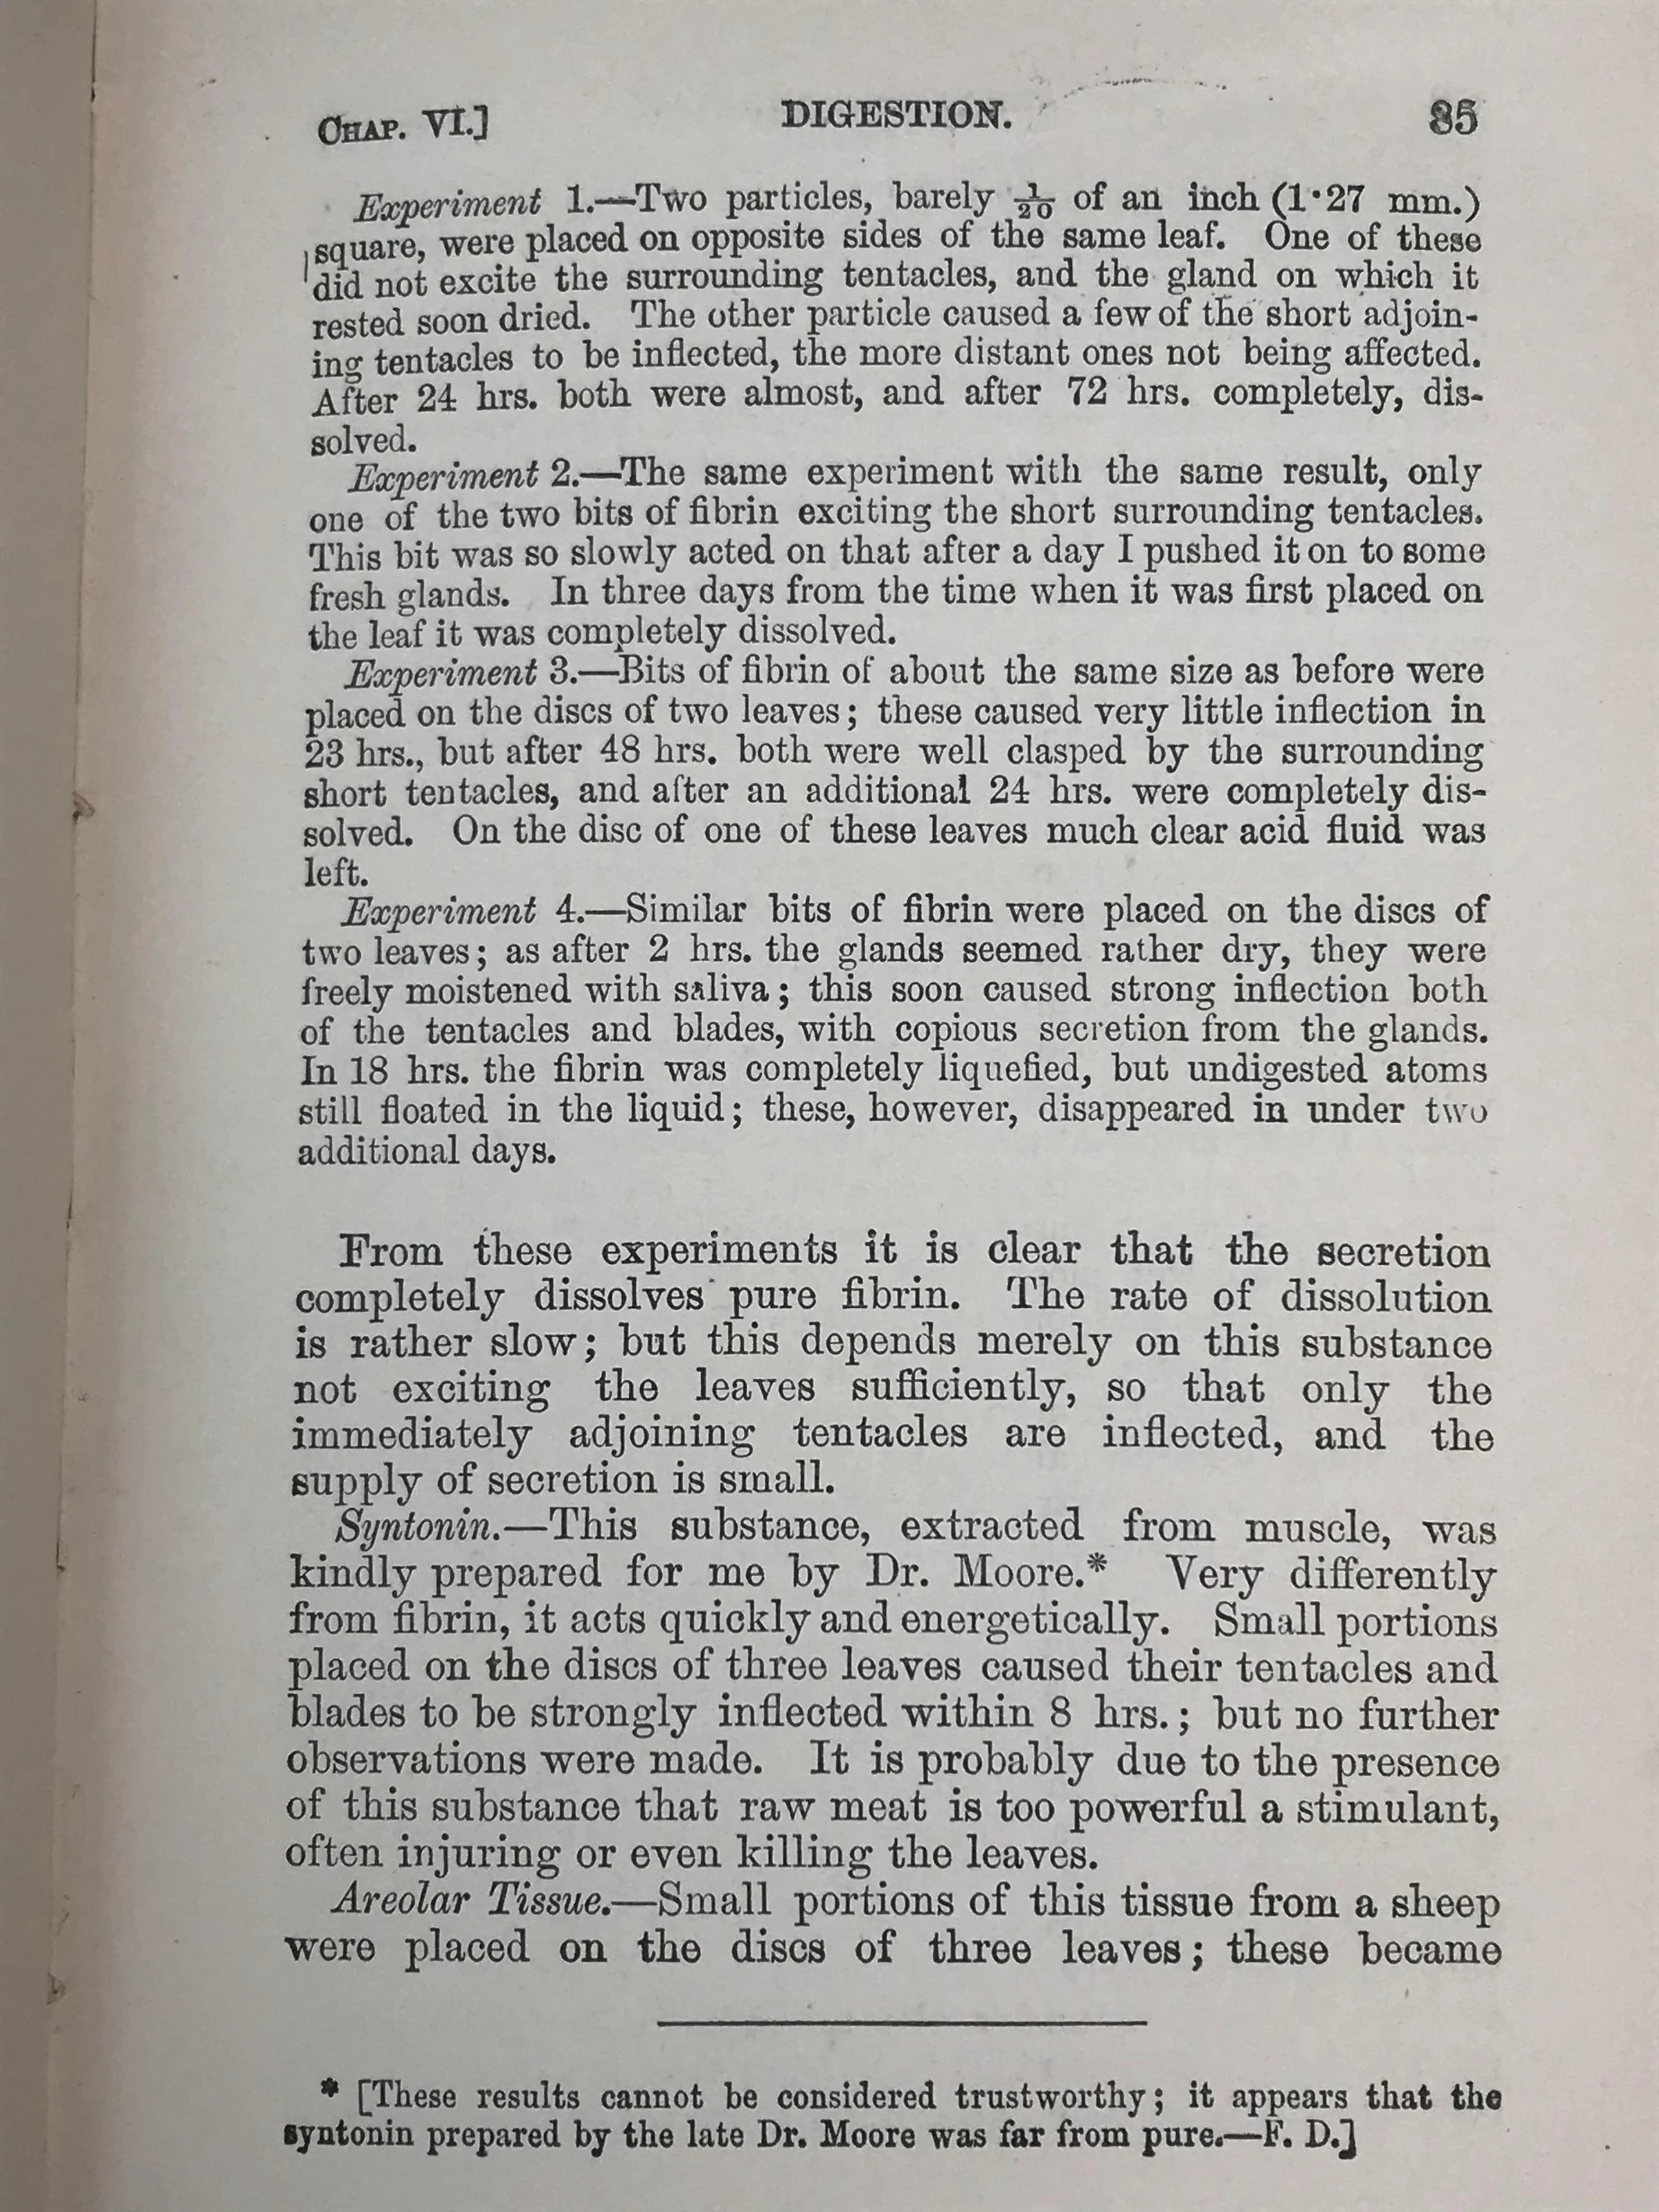 CHAP. VI.] DIGESTION. 85
Experiment 1.—Two particles, barely 1/20 of an inch (1·27 mm.)
square, were placed on opposite sides of the same leaf. One of these
did not excite the surrounding tentacles, and the gland on which it
rested soon dried. The other particle caused a few of the short adjoin-
ing tentacles to be inflected, the more distant ones not being affected.
After 24 hrs. both were almost, and after 72 hrs. completely, dis-
solved.
Experiment 2.—The same experiment with the same result, only
one of the two bits of fibrin exciting the short surrounding tentacles.
This bit was so slowly acted on that after a day I pushed it on to some
fresh glands. In three days from the time when it was first placed on
the leaf it was completely dissolved.
Experiment 3.—Bits of fibrin of about the same size as before were
placed on the discs of two leaves; these caused very little inflection in
23 hrs., but after 48 hrs. both were well clasped by the surrounding
short tentacles, and after an additional 24 hrs. were completely dis-
solved. On the disc of one of these leaves much clear acid fluid was
left.
Experiment 4.—Similar bits of fibrin were placed on the discs of
two leaves; as after 2 hrs. the glands seemed rather dry, they were
freely moistened with saliva; this soon caused strong inflection both
of the tentacles and blades, with copious secretion from the glands.
In 18 hrs. the fibrin was completely liquefied, but undigested atoms
still floated in the liquid; these, however, disappeared in under two
additional days.
From these experiments it is clear that the secretion
completely dissolves pure fibrin. The rate of dissolution
is rather slow; but this depends merely on this substance
not exciting the leaves sufficiently, so that only the
immediately adjoining tentacles are inflected, and the
supply of secretion is small.
Syntonin.—This substance, extracted from muscle, was
kindly prepared for me by Dr. Moore.* Very differently
from fibrin, it acts quickly and energetically. Small portions
placed on the discs of three leaves caused their tentacles and
blades to be strongly inflected within 8 hrs.; but no further
observations were made. It is probably due to the presence
of this substance that raw meat is too powerful a stimulant,
often injuring or even killing the leaves.
Areolar Tissue.—Small portions of this tissue from a sheep
were placed on the discs of three leaves; these became
* [These results cannot be considered trustworthy; it appears that the
syntonin prepared by the late Dr. Moore was far from pure.—F. D.]